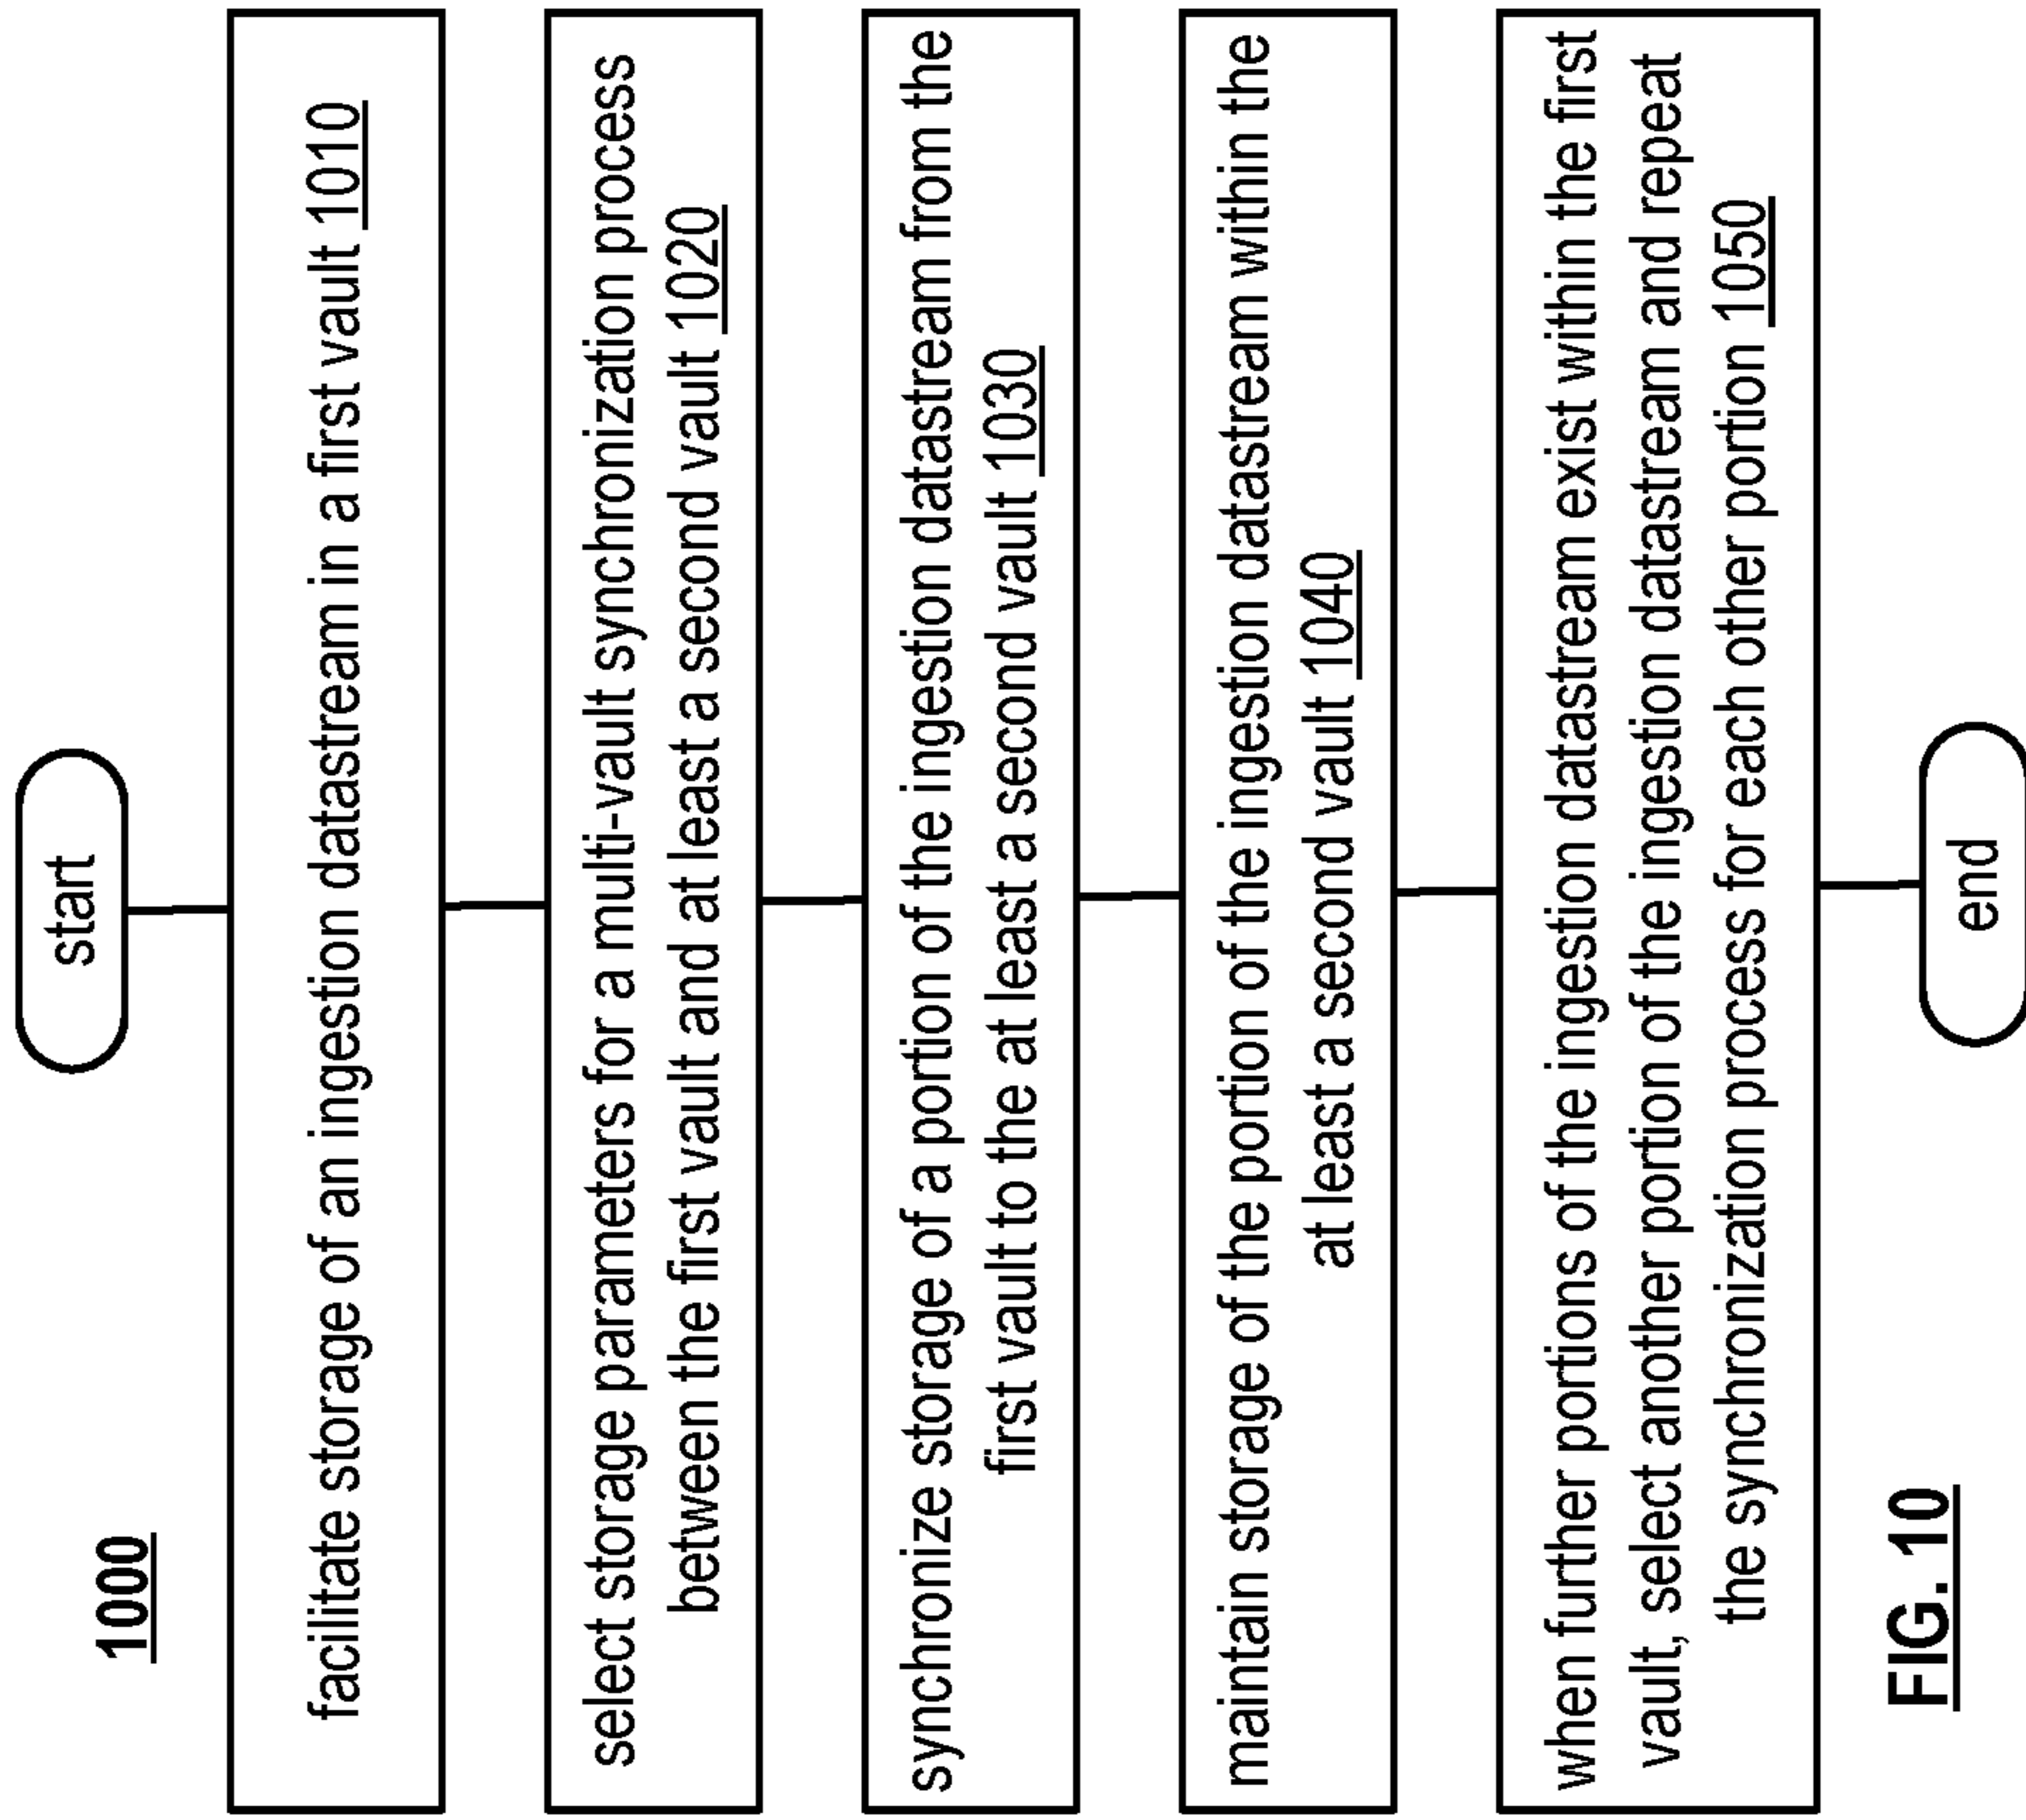 1000
start
facilitate storage of an ingestion datastream in a first vault 1010
select storage parameters for a multi-vault synchronization process
between the first vault and at least a second vault 1020
synchronize storage of a portion of the ingestion datastream from the
first vault to the at least a second vault 1030
maintain storage of the portion of the ingestion datastream within the
at least a second vault 1040
when further portions of the ingestion datastream exist within the first
vault, select another portion of the ingestion datastream and repeat
the synchronization process for each other portion 1050
end
FIG. 10